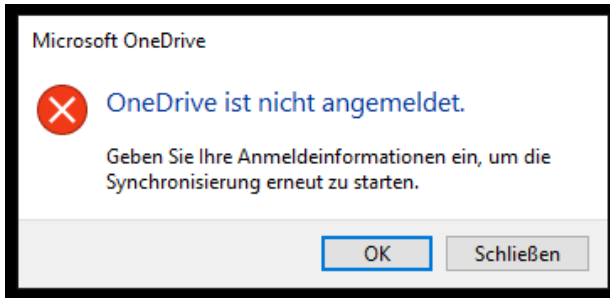 Microsoft OneDrive
OneDrive ist nicht angemeldet.
Geben Sie Ihre Anmeldeinformationen ein, um die
Synchronisierung erneut zu starten.
OK
Schließen